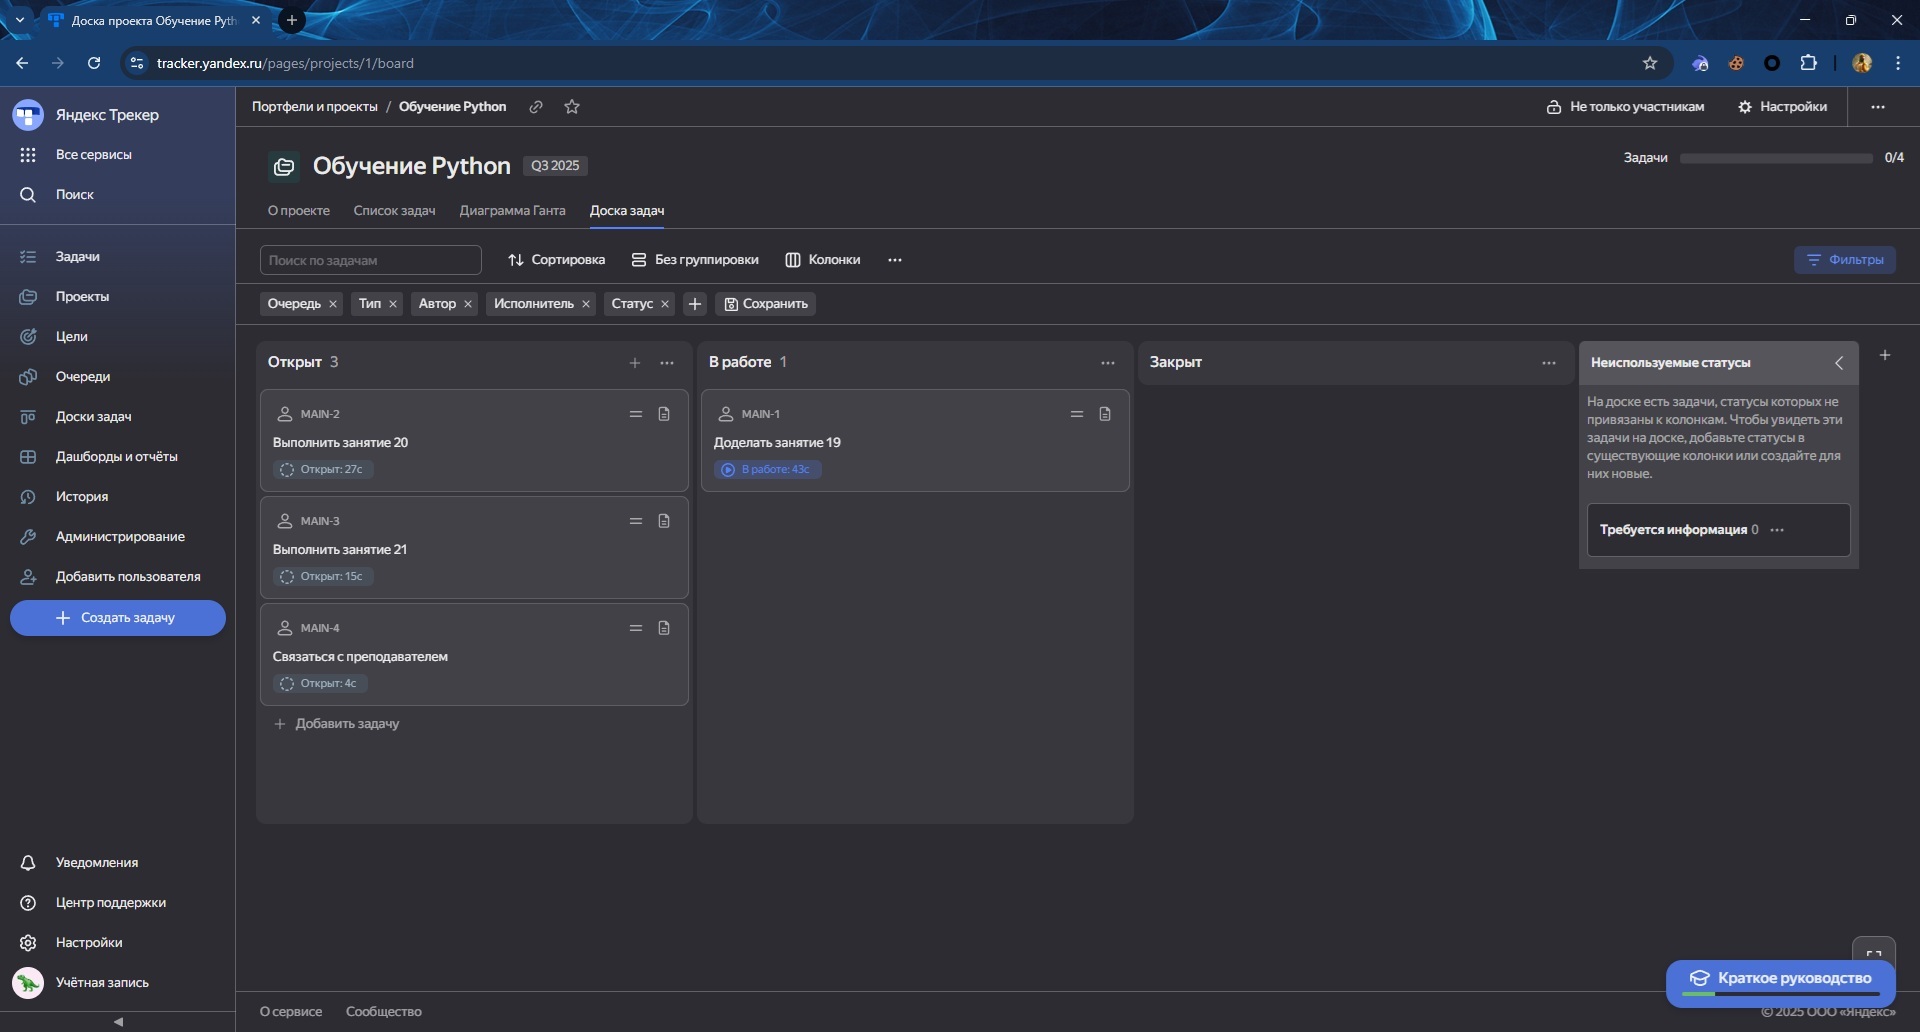 Доска проекта Обучение Pyth
tracker.yandex.ru/pages/projects/1/board
Яндекс Трекер
Все сервисы
Поиск
Задачи
Проекты
Цели
Очереди
Доски задач
Дашборды и отчёты
История
Администрирование
Добавить пользователя
Создать задачу
Уведомления
Центр поддержки
Настройки
Учётная запись
Портфели и проекты / Обучение Python
Не только участникам
Настройки
Обучение Python Q3 2025
Задачи 0/4
О проекте Список задач Диаграмма Ганта Доска задач
Поиск по задачам
Сортировка
Без группировки
Колонки
Фильтры
Очередь
Тип
Автор
Исполнитель
Статус
Сохранить
Открыт 3
MAIN-2
Выполнить занятие 20
Открыт: 27с
MAIN-3
Выполнить занятие 21
Открыт: 15с
MAIN-4
Связаться с преподавателем
Открыт: 4с
Добавить задачу
В работе 1
MAIN-1
Доделать занятие 19
В работе: 43с
Закрыт
Неиспользуемые статусы
На доске есть задачи, статусы которых не
привязаны к колонкам. Чтобы увидеть эти
задачи на доске, добавьте статусы в
существующие колонки или создайте для
них новые.
Требуется информация 0
Краткое руководство
О сервисе Сообщество
© 2025 ООО «Яндекс»